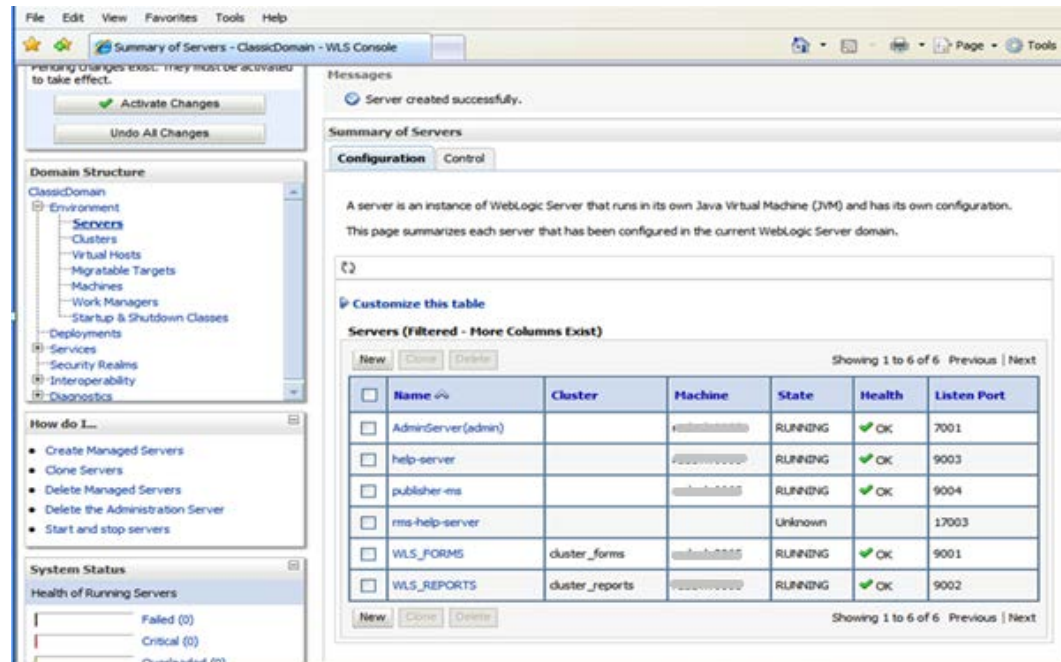 File Edit View Favorites Tools Help
Summary of Servers - ClassicDomain - WLS Console
Page Tools
Pending changes exist. They must be activated
to take effect.
Activate Changes
Undo All Changes
Domain Structure
ClassicDomain
Environment
Servers
Clusters
Virtual Hosts
Migratable Targets
Machines
Work Managers
Startup & Shutdown Classes
Deployments
Services
Security Realms
Interoperability
Diagnostics
How do I...
Create Managed Servers
Clone Servers
Delete Managed Servers
Delete the Administration Server
Start and stop servers
System Status
Health of Running Servers
Failed (0)
Critical (0)
Overloaded (0)
Messages
Server created successfully.
Summary of Servers
Configuration Control
A server is an instance of WebLogic Server that runs in its own Java Virtual Machine (JVM) and has its own configuration.
This page summarizes each server that has been configured in the current WebLogic Server domain.
Customize this table
Servers (Filtered - More Columns Exist)
New Clone Delete Showing 1 to 6 of 6 Previous | Next
Name Cluster Machine State Health Listen Port
AdminServer(admin) RUNNING OK 7001
help-server RUNNING OK 9003
publisher-ms RUNNING OK 9004
rms-help-server Unknown 17003
WLS_FORMS cluster_forms RUNNING OK 9001
WLS_REPORTS cluster_reports RUNNING OK 9002
New Clone Delete Showing 1 to 6 of 6 Previous | Next